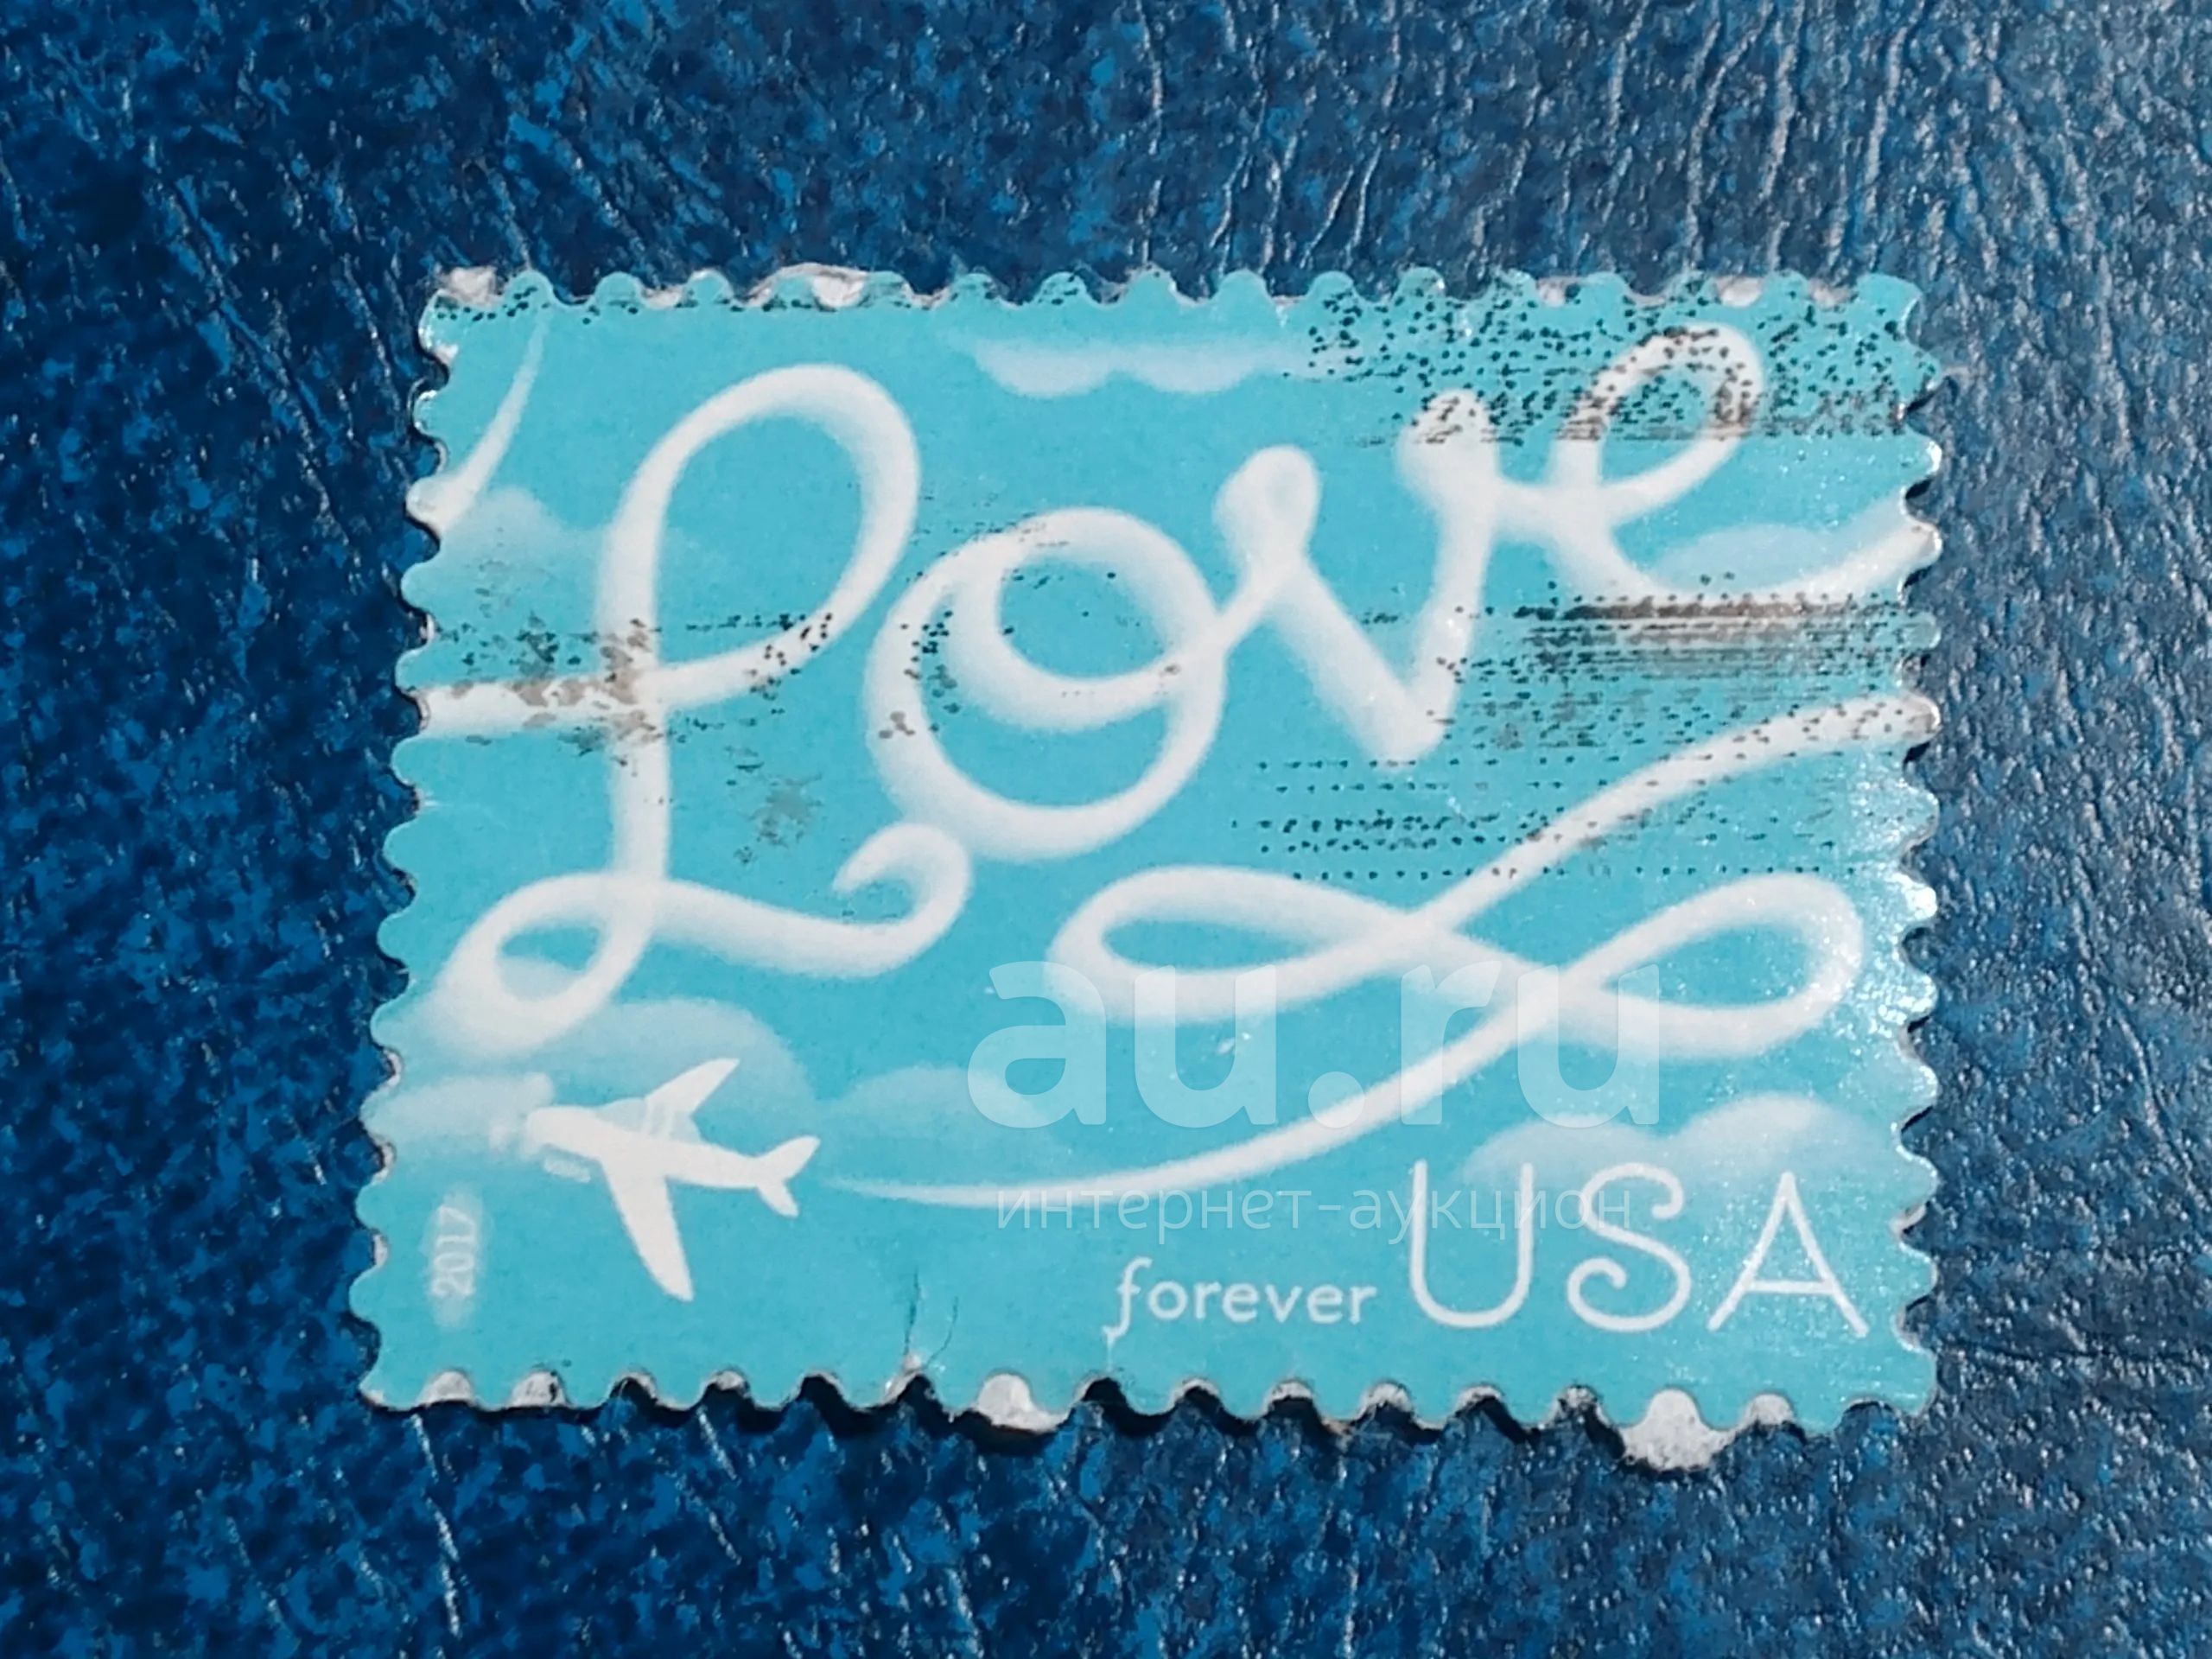 Love
au.ru
интернет-аукцион
2017
forever USA